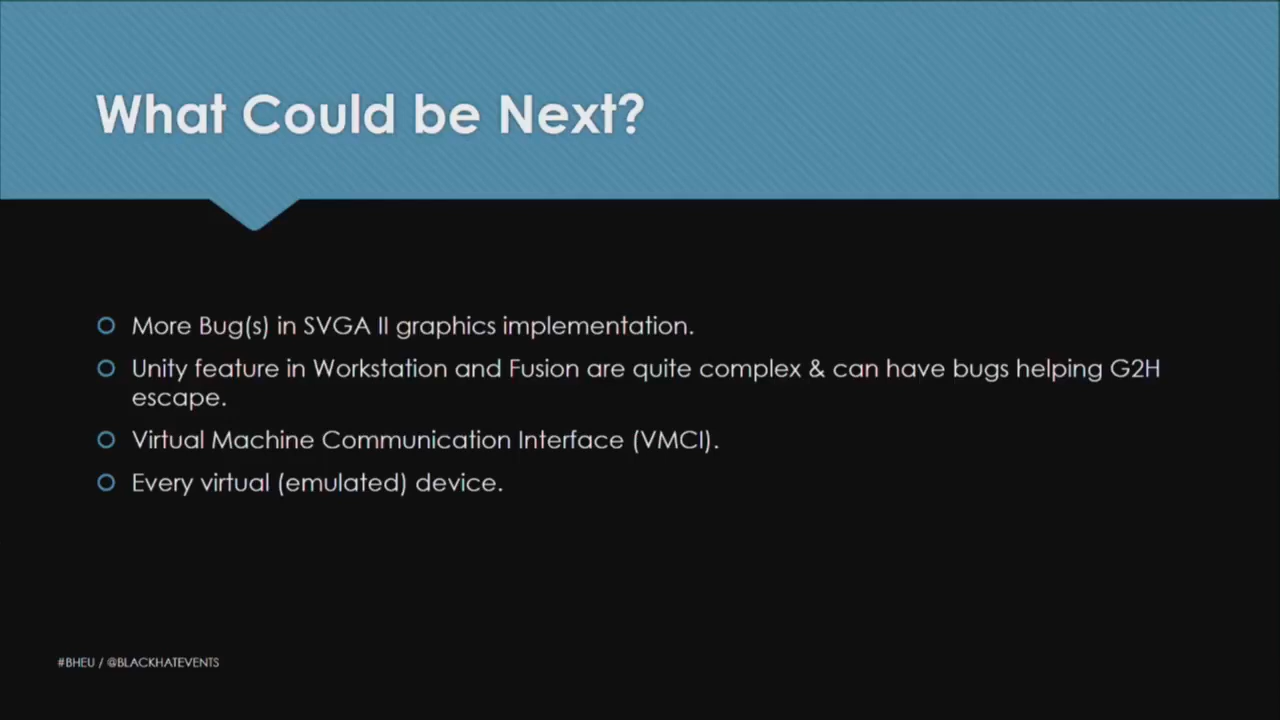 What Could be Next?
More Bug(s) in SVGA II graphics implementation.
Unity feature in Workstation and Fusion are quite complex & can have bugs helping G2H
escape.
Virtual Machine Communication Interface (VMCI).
Every virtual (emulated) device.
#BHEU / @BLACKHATEVENTS